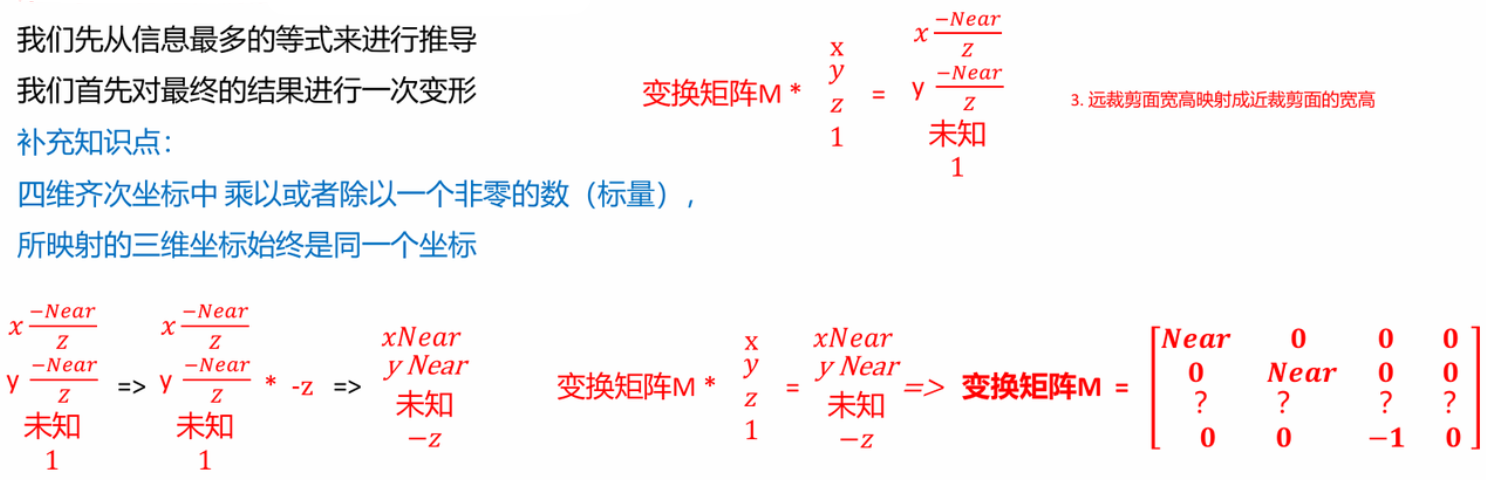 我们先从信息最多的等式来进行推导
我们首先对最终的结果进行一次变形
补充知识点：
四维齐次坐标中 乘以或者除以一个非零的数（标量），
所映射的三维坐标始终是同一个坐标
变换矩阵M * x y z 1 = x -Near/z y -Near/z 未知 1
3. 远裁剪面宽高映射成近裁剪面的宽高
x -Near/z y -Near/z 未知 1 => x -Near/z y -Near/z 未知 1 * -z => xNear y Near 未知 −z
变换矩阵M * x y z 1 = xNear y Near 未知 −z => 变换矩阵M =
Near 0 0 0
0 Near 0 0
? ? ? ?
0 0 −1 0